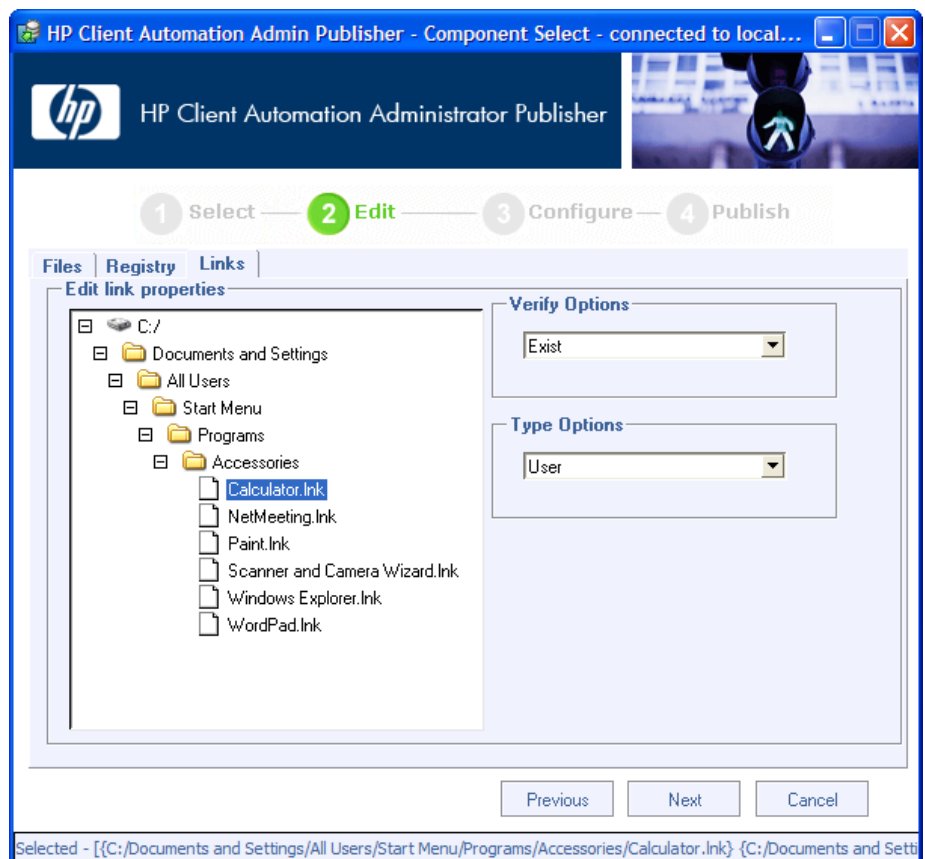 HP Client Automation Admin Publisher - Component Select - connected to local...
hp HP Client Automation Administrator Publisher
1 Select 2 Edit 3 Configure 4 Publish
Files Registry Links
Edit link properties
C:/
Documents and Settings
All Users
Start Menu
Programs
Accessories
Calculator.lnk
NetMeeting.lnk
Paint.lnk
Scanner and Camera Wizard.lnk
Windows Explorer.lnk
WordPad.lnk
Verify Options
Exist
Type Options
User
Previous Next Cancel
Selected - [{C:/Documents and Settings/All Users/Start Menu/Programs/Accessories/Calculator.lnk} {C:/Documents and Setti